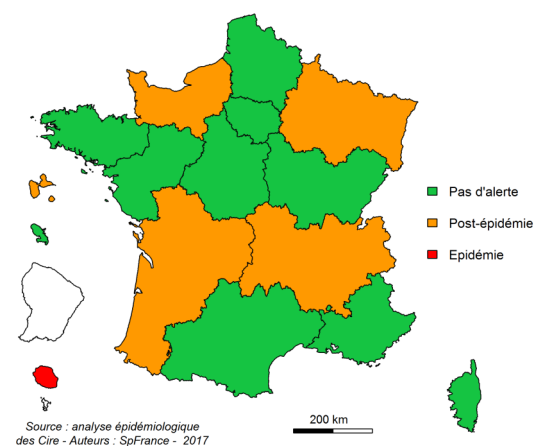 Pas d'alerte
Post-épidémie
Epidémie
200 km
Source : analyse épidémiologique
des Cire - Auteurs : SpFrance - 2017